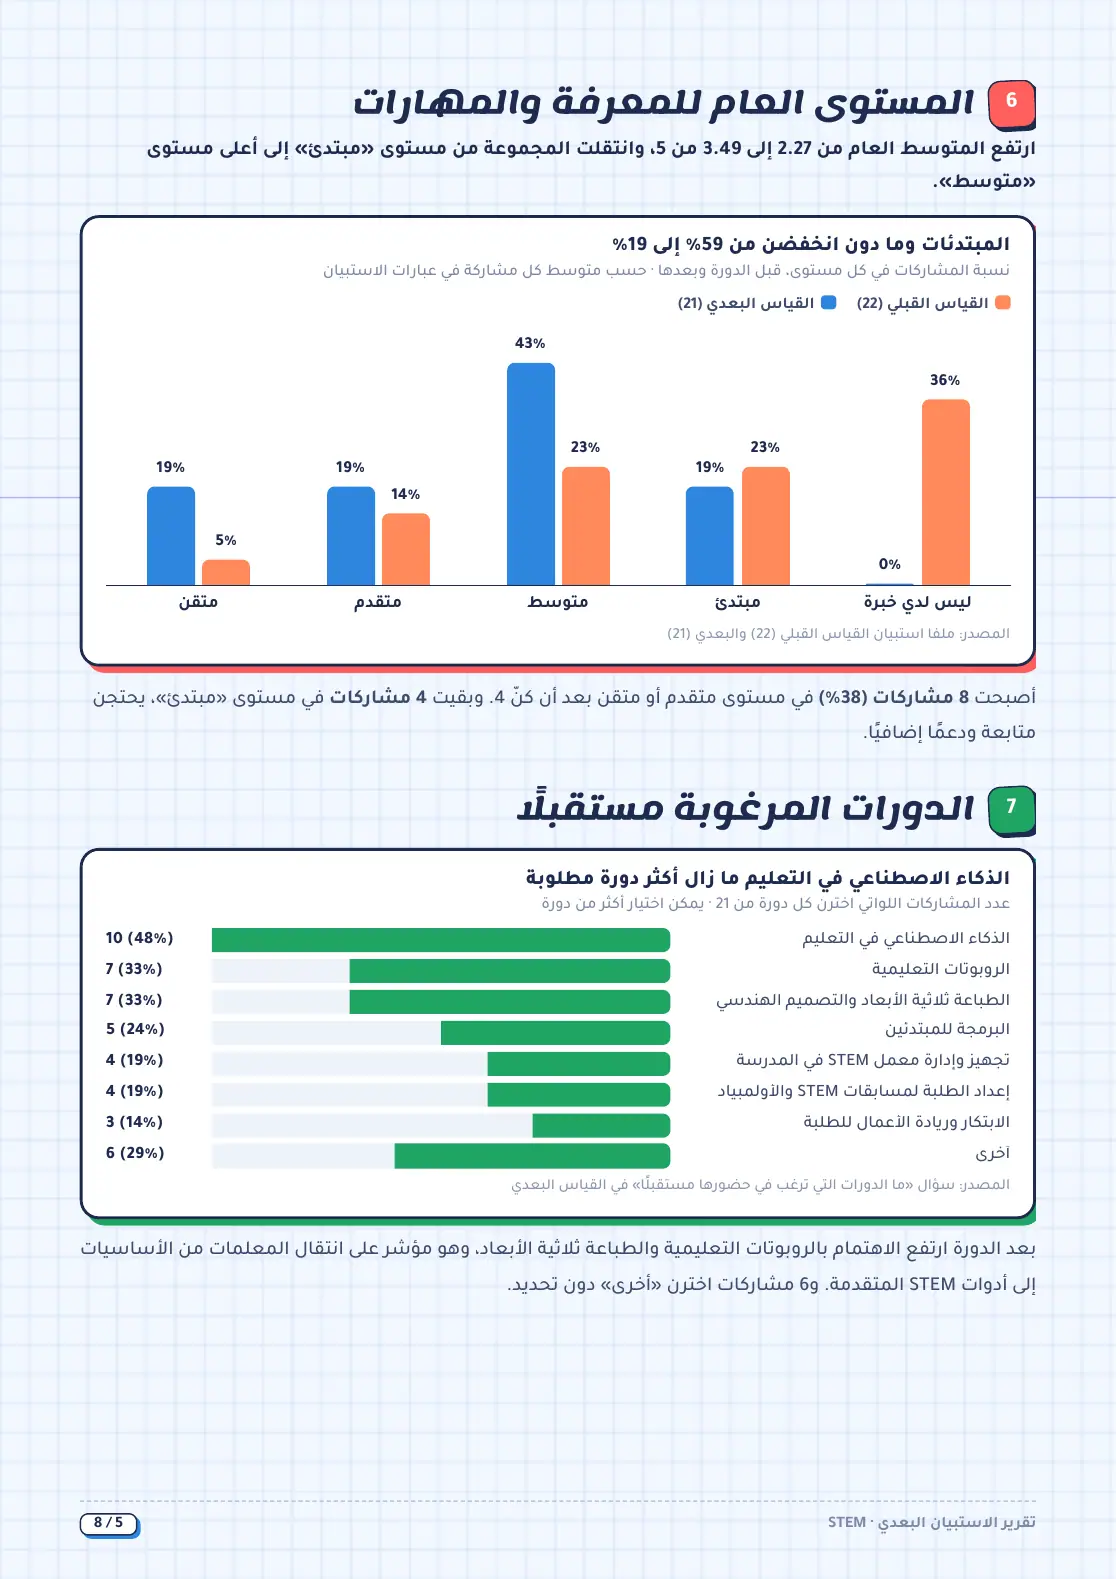 6
المستوى العام للمعرفة والمهارات
ارتفع المتوسط العام من 2.27 إلى 3.49 من 5، وانتقلت المجموعة من مستوى «مبتدئ» إلى أعلى مستوى
«متوسط».
المبتدئات وما دون انخفضن من 59% إلى 19%
نسبة المشاركات في كل مستوى، قبل الدورة وبعدها · حسب متوسط كل مشاركة في عبارات الاستبيان
القياس القبلي (22) القياس البعدي (21)
36% 0%
23% 19%
23% 43%
14% 19%
5% 19%
ليس لدي خبرة مبتدئ متوسط متقدم متقن
المصدر: ملفا استبيان القياس القبلي (22) والبعدي (21)
أصبحت 8 مشاركات (38%) في مستوى متقدم أو متقن بعد أن كنّ 4. وبقيت 4 مشاركات في مستوى «مبتدئ»، يحتجن
متابعة ودعمًا إضافيًا.
7
الدورات المرغوبة مستقبلًا
الذكاء الاصطناعي في التعليم ما زال أكثر دورة مطلوبة
عدد المشاركات اللواتي اخترن كل دورة من 21 · يمكن اختيار أكثر من دورة
الذكاء الاصطناعي في التعليم 10 (48%)
الروبوتات التعليمية 7 (33%)
الطباعة ثلاثية الأبعاد والتصميم الهندسي 7 (33%)
البرمجة للمبتدئين 5 (24%)
تجهيز وإدارة معمل STEM في المدرسة 4 (19%)
إعداد الطلبة لمسابقات STEM والأولمبياد 4 (19%)
الابتكار وريادة الأعمال للطلبة 3 (14%)
أخرى 6 (29%)
المصدر: سؤال «ما الدورات التي ترغب في حضورها مستقبلًا» في القياس البعدي
بعد الدورة ارتفع الاهتمام بالروبوتات التعليمية والطباعة ثلاثية الأبعاد، وهو مؤشر على انتقال المعلمات من الأساسيات
إلى أدوات STEM المتقدمة. و6 مشاركات اخترن «أخرى» دون تحديد.
تقرير الاستبيان البعدي · STEM
8 / 5